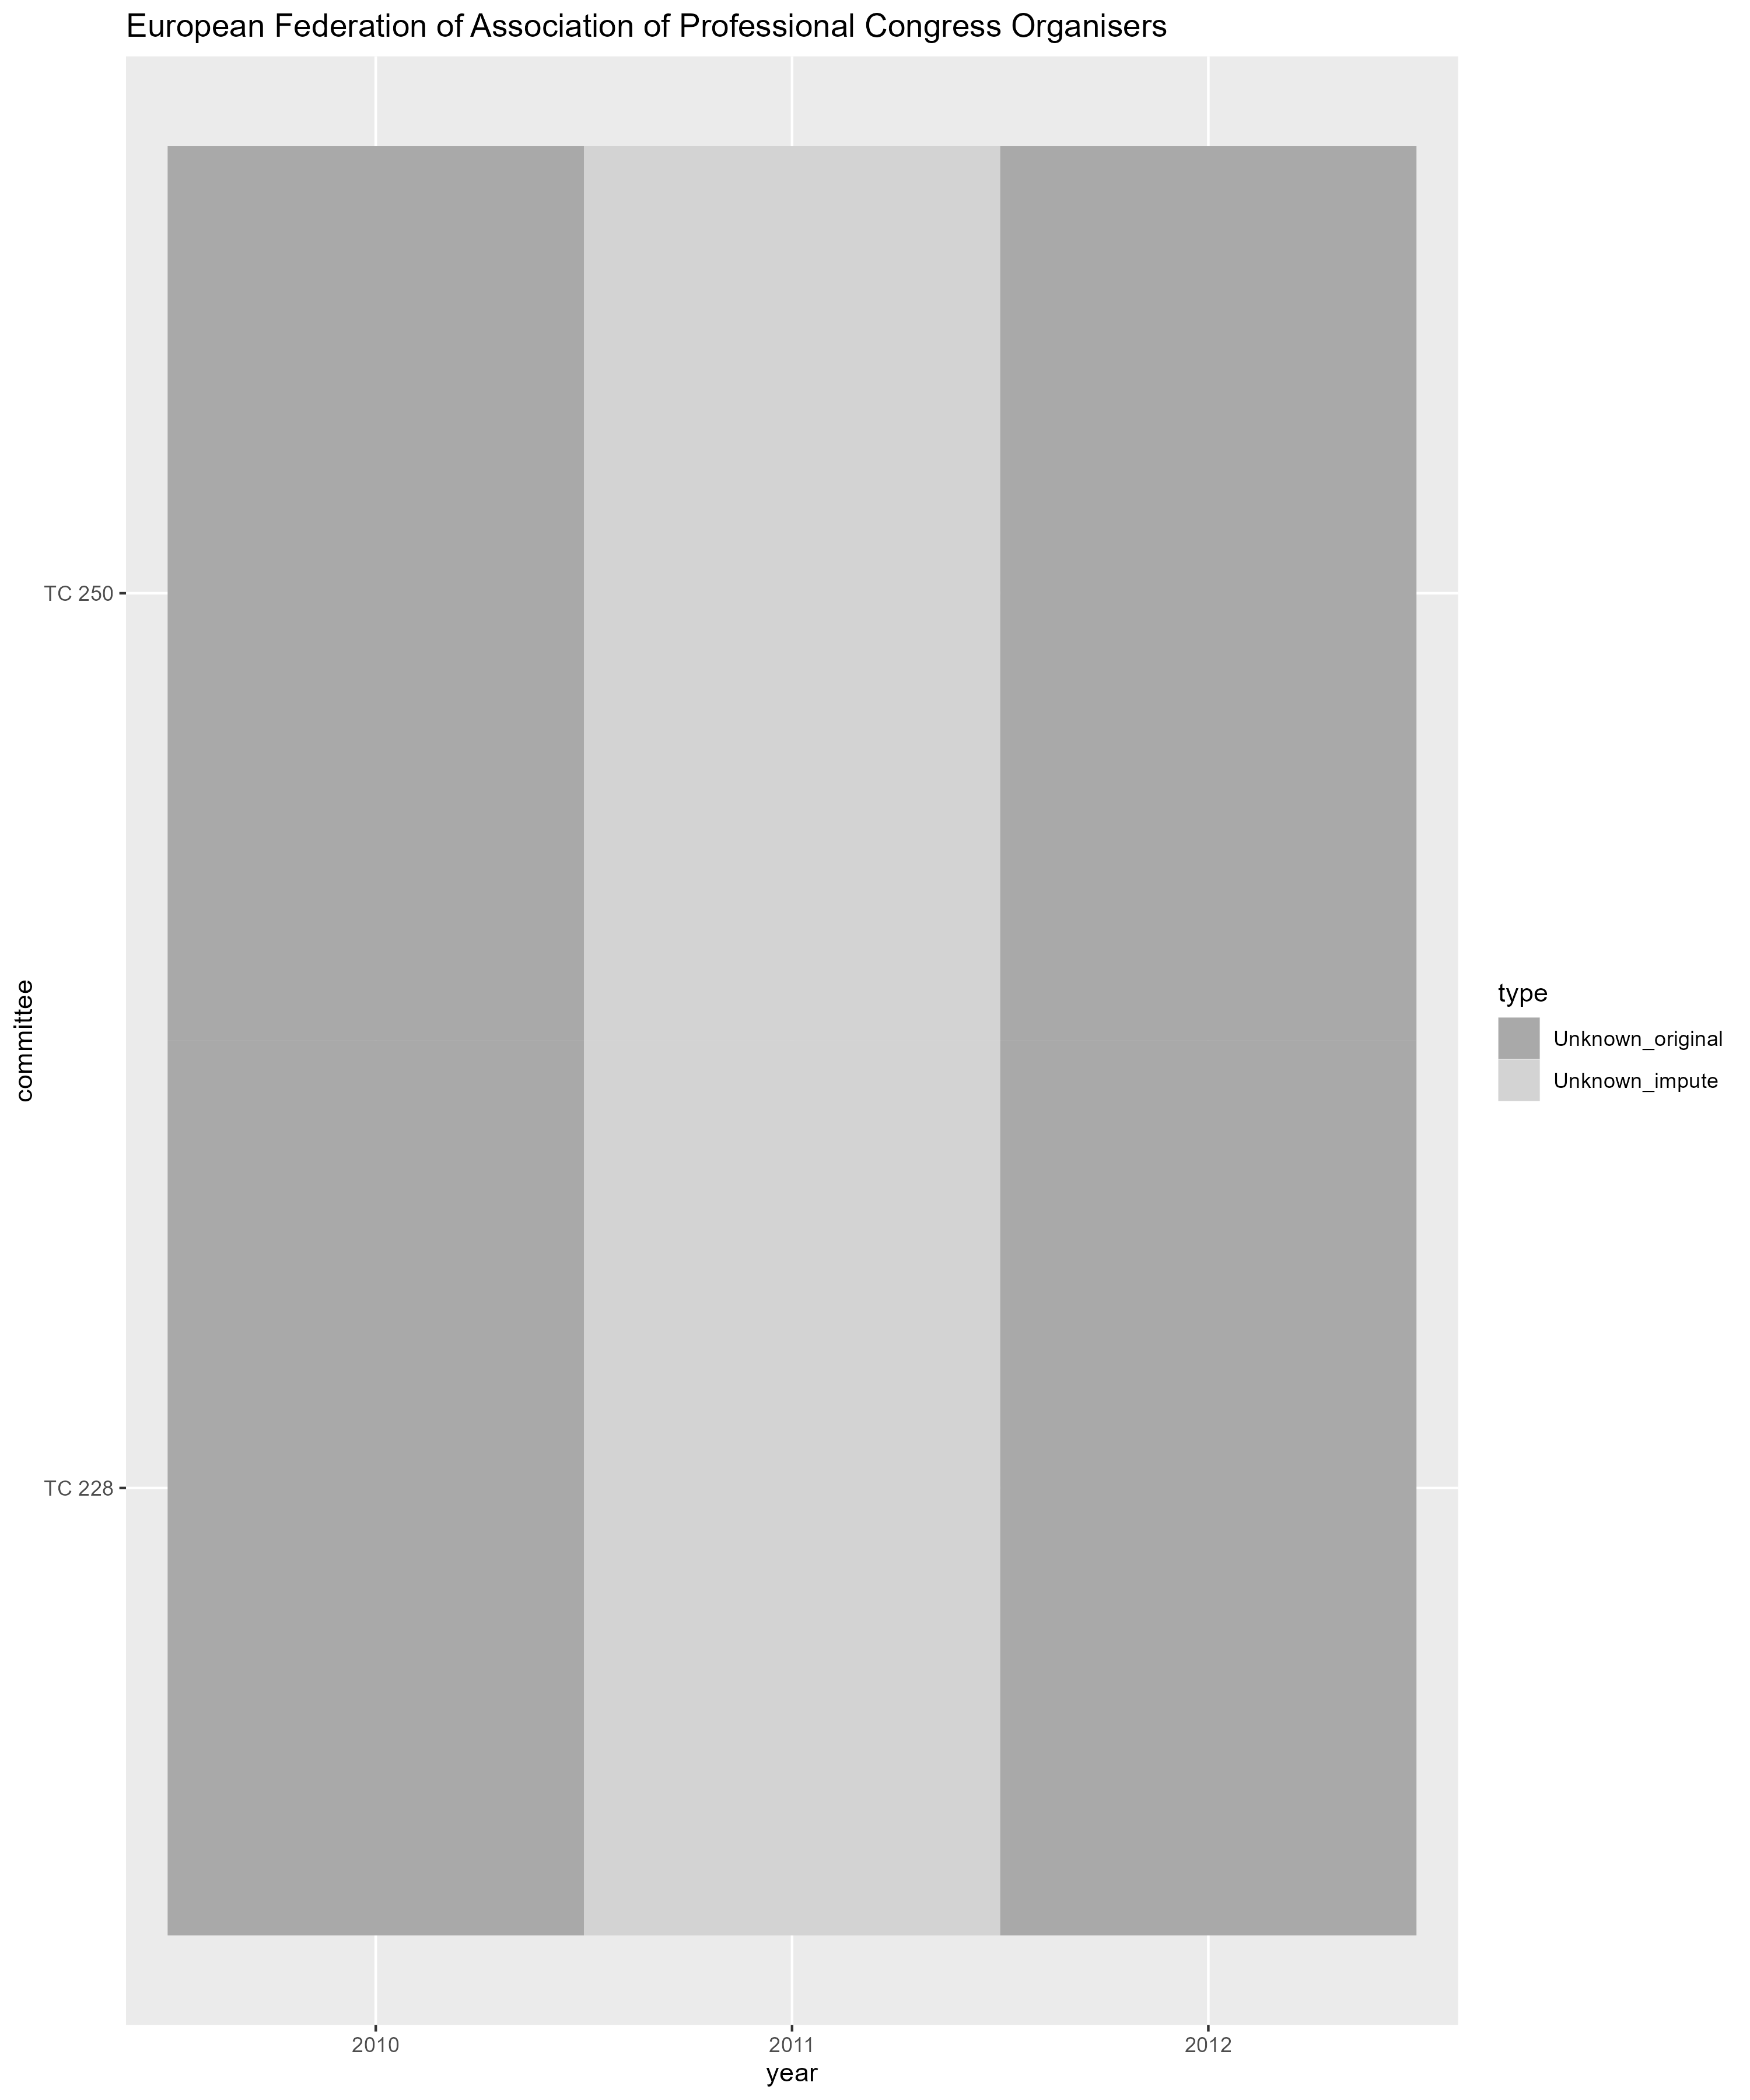 European Federation of Association of Professional Congress Organisers
TC 250
TC 228
committee
2010
2011
2012
year
type
Unknown_original
Unknown_impute